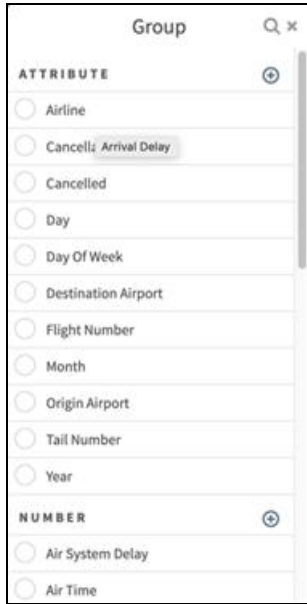 Group
ATTRIBUTE
Airline
Cancella Arrival Delay
Cancelled
Day
Day Of Week
Destination Airport
Flight Number
Month
Origin Airport
Tail Number
Year
NUMBER
Air System Delay
Air Time